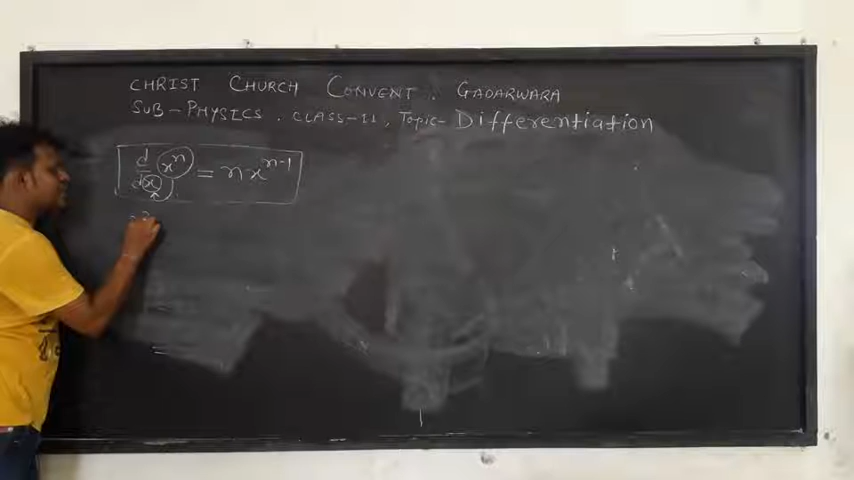 CHRIST CHURCH CONVENT. GADARWARA
SUB-PHYSICS. CLASS-11, Topic- Differentiation
d/dx x^n = nx^(n-1)